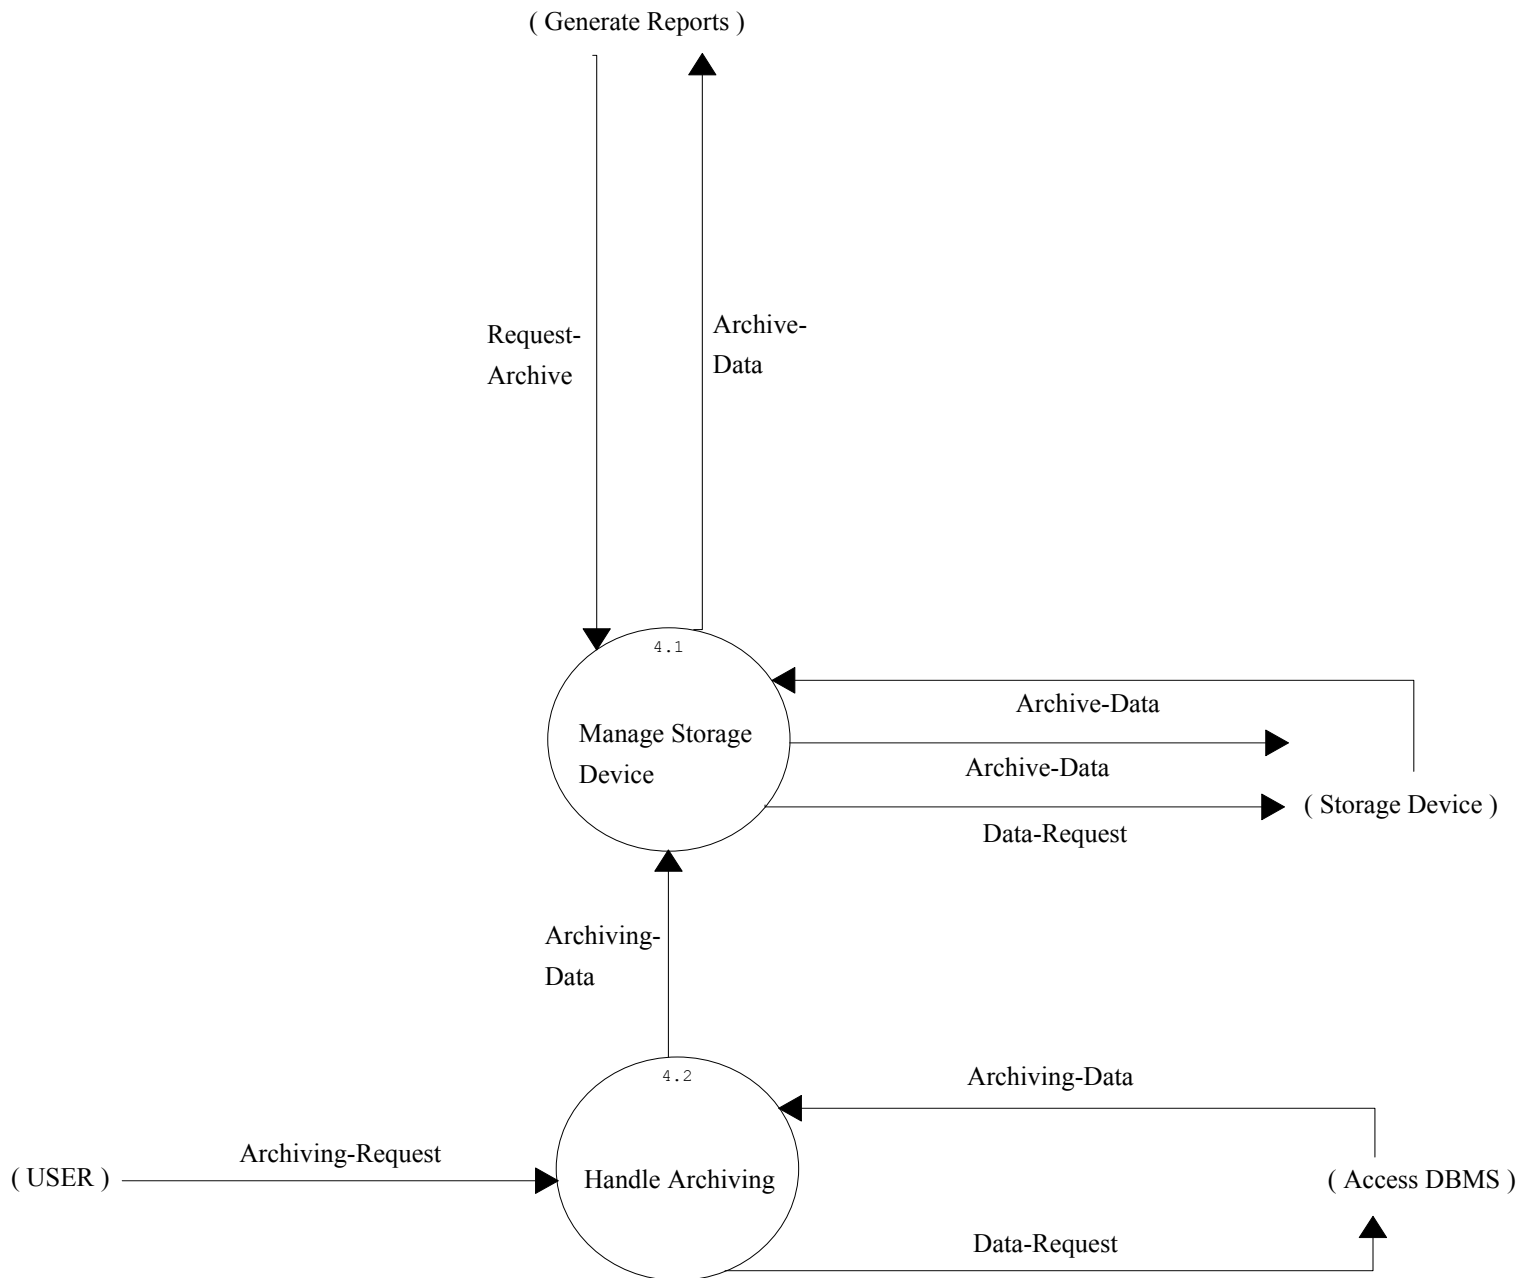 ( Generate Reports )
Request-
Archive
Archive-
Data
4.1
Manage Storage
Device
Archive-Data
Archive-Data
( Storage Device )
Data-Request
Archiving-
Data
4.2
Archiving-Data
Archiving-Request
( USER )
Handle Archiving
( Access DBMS )
Data-Request